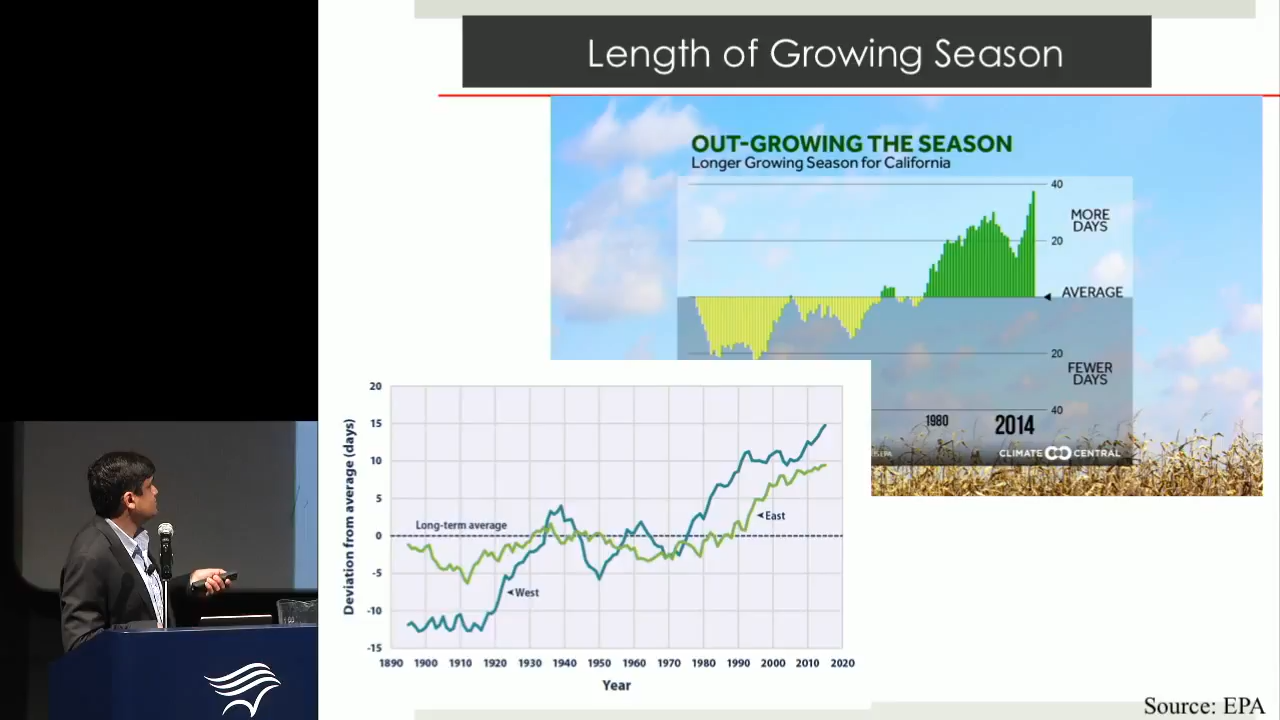 Length of Growing Season
OUT-GROWING THE SEASON
Longer Growing Season for California
40
MORE
DAYS
20
AVERAGE
20
FEWER
DAYS
40
1980
2014
CLIMATE CENTRAL
20
15
10
5
0
-5
-10
-15
Deviation from average (days)
Long-term average
East
West
1890 1900 1910 1920 1930 1940 1950 1960 1970 1980 1990 2000 2010 2020
Year
Source: EPA